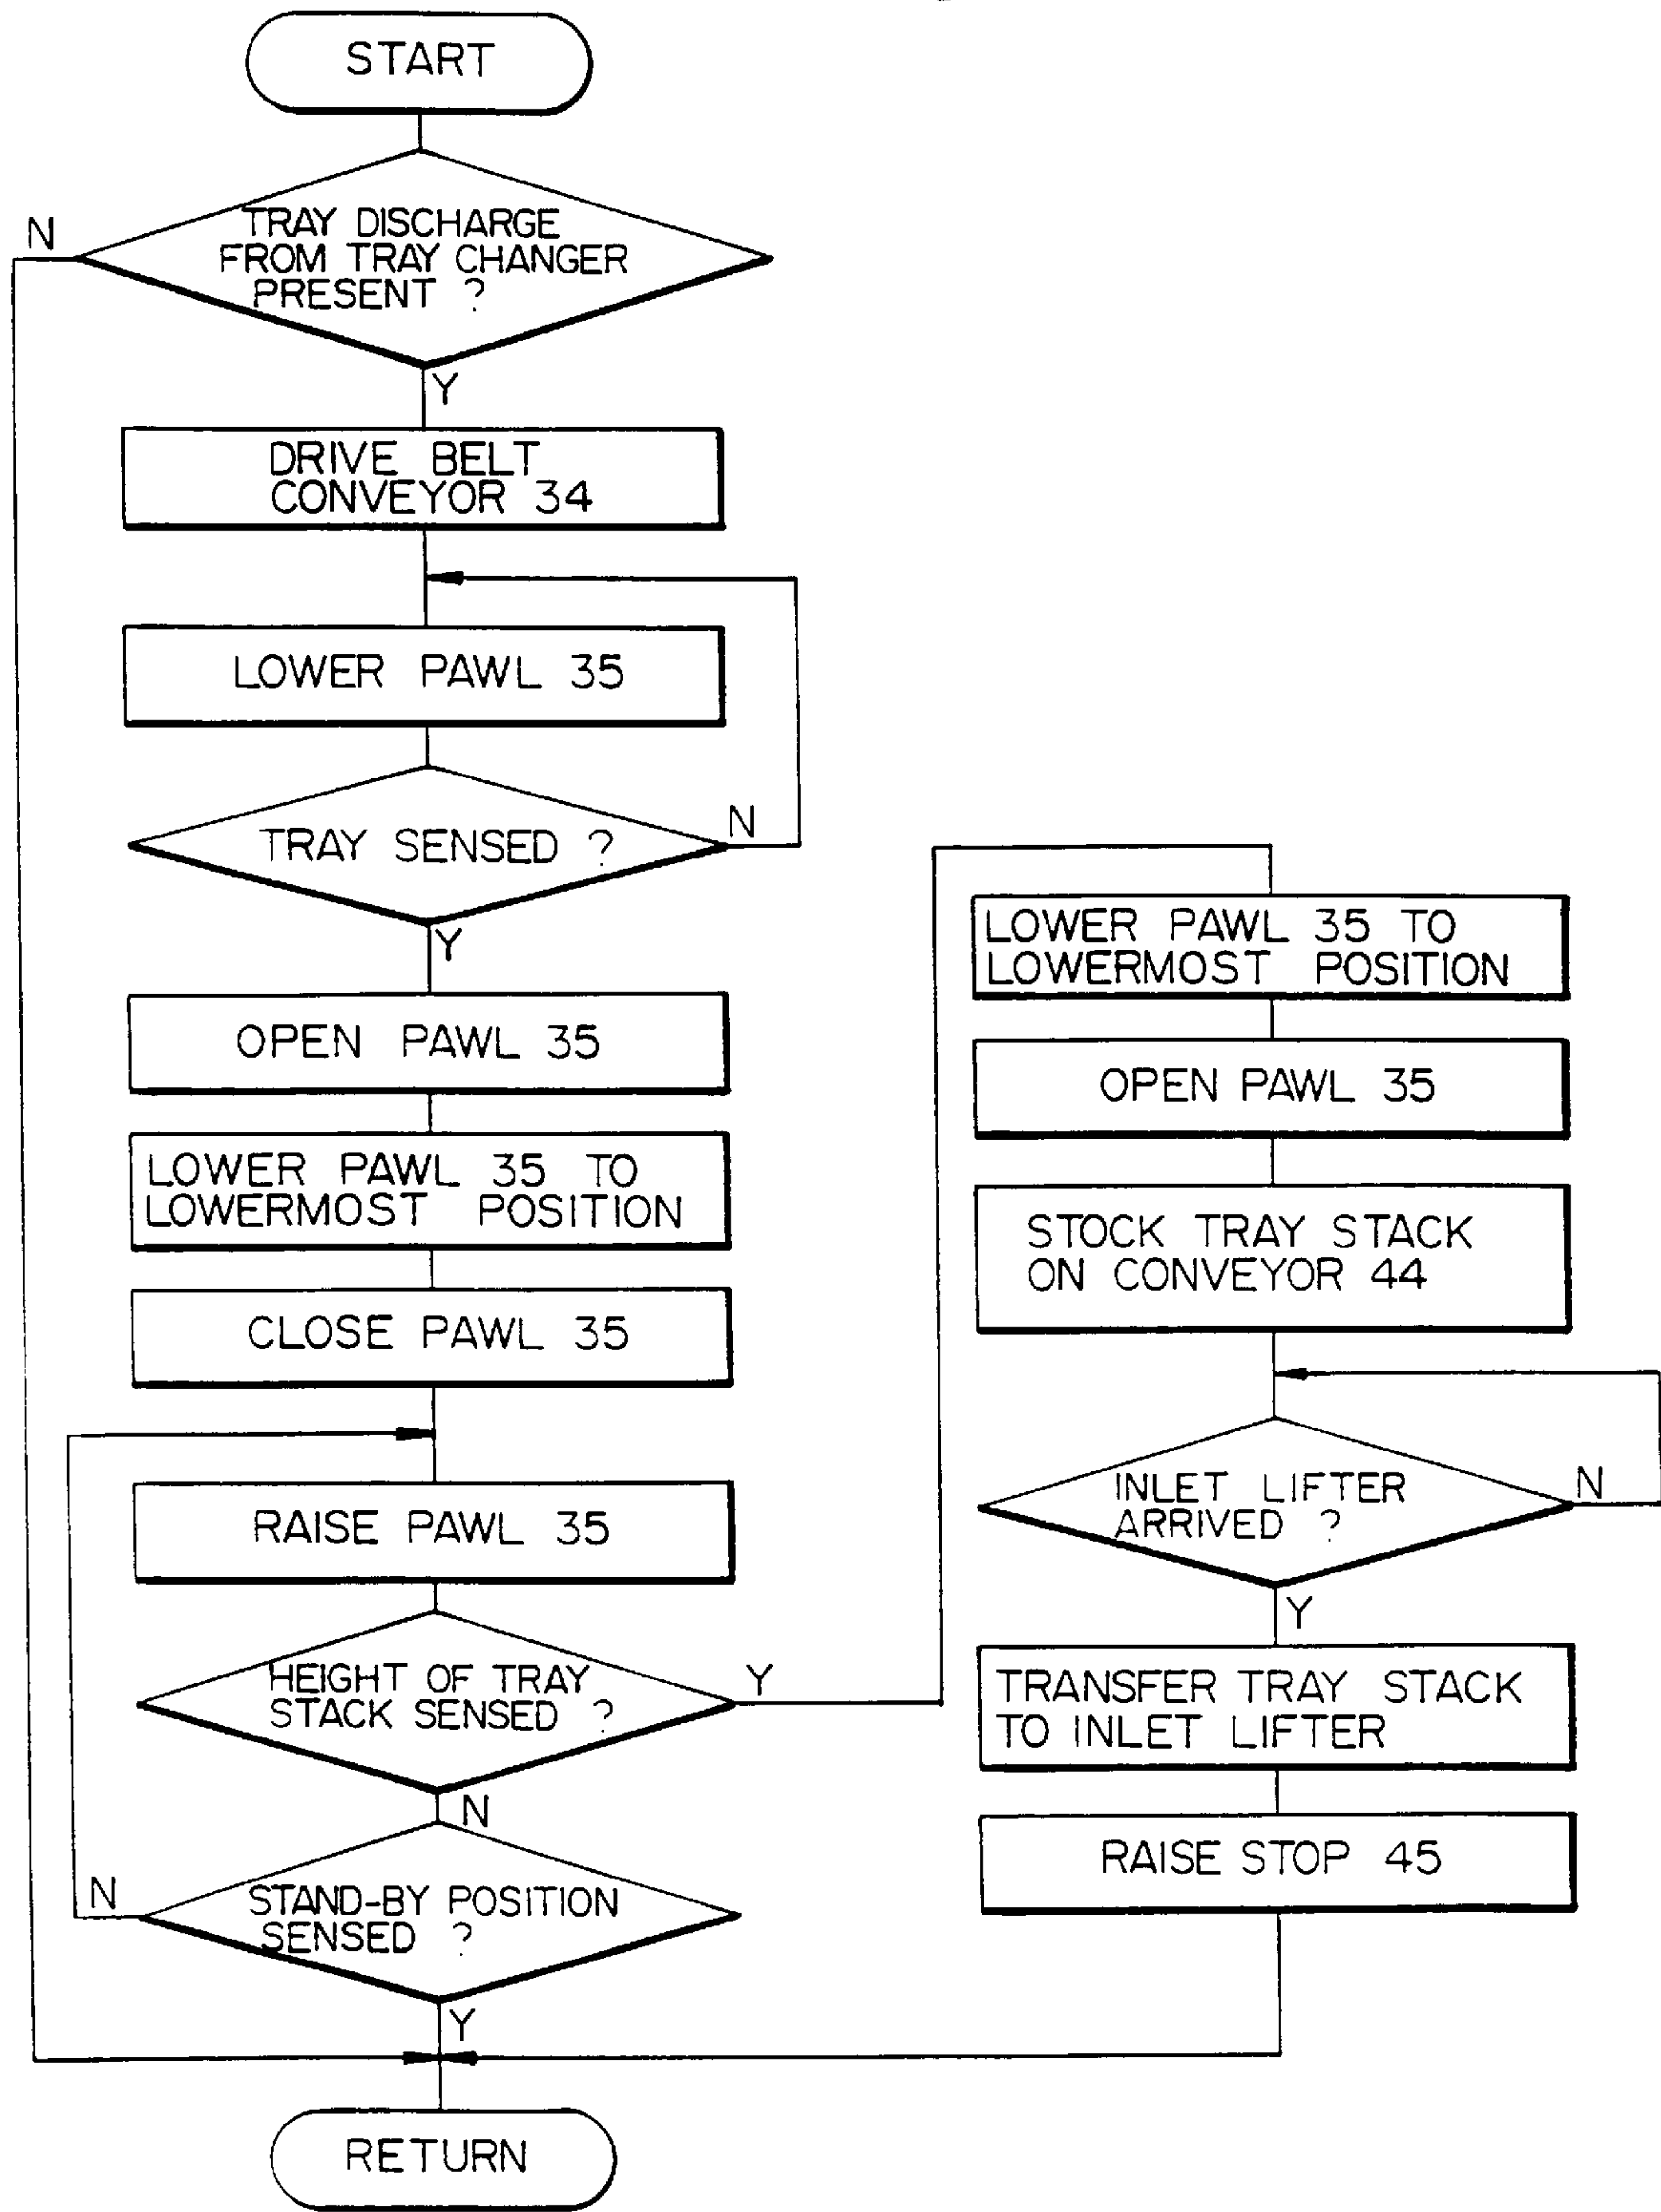 START
TRAY DISCHARGE
FROM TRAY CHANGER
PRESENT ?
N
Y
DRIVE BELT
CONVEYOR 34
LOWER PAWL 35
TRAY SENSED ?
N
Y
OPEN PAWL 35
LOWER PAWL 35 TO
LOWERMOST POSITION
CLOSE PAWL 35
RAISE PAWL 35
HEIGHT OF TRAY
STACK SENSED ?
Y
N
STAND-BY POSITION
SENSED ?
N
Y
LOWER PAWL 35 TO
LOWERMOST POSITION
OPEN PAWL 35
STOCK TRAY STACK
ON CONVEYOR 44
INLET LIFTER
ARRIVED ?
N
Y
TRANSFER TRAY STACK
TO INLET LIFTER
RAISE STOP 45
RETURN